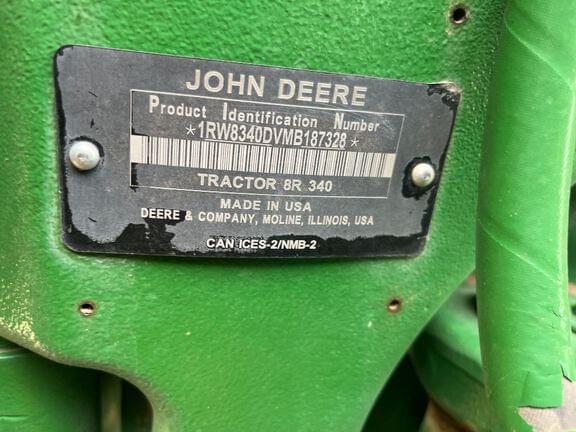 JOHN DEERE
Product Identification Number
*1RW8340DVMB187328*
TRACTOR 8R 340
MADE IN USA
DEERE & COMPANY, MOLINE, ILLINOIS, USA
CAN ICES-2/NMB-2